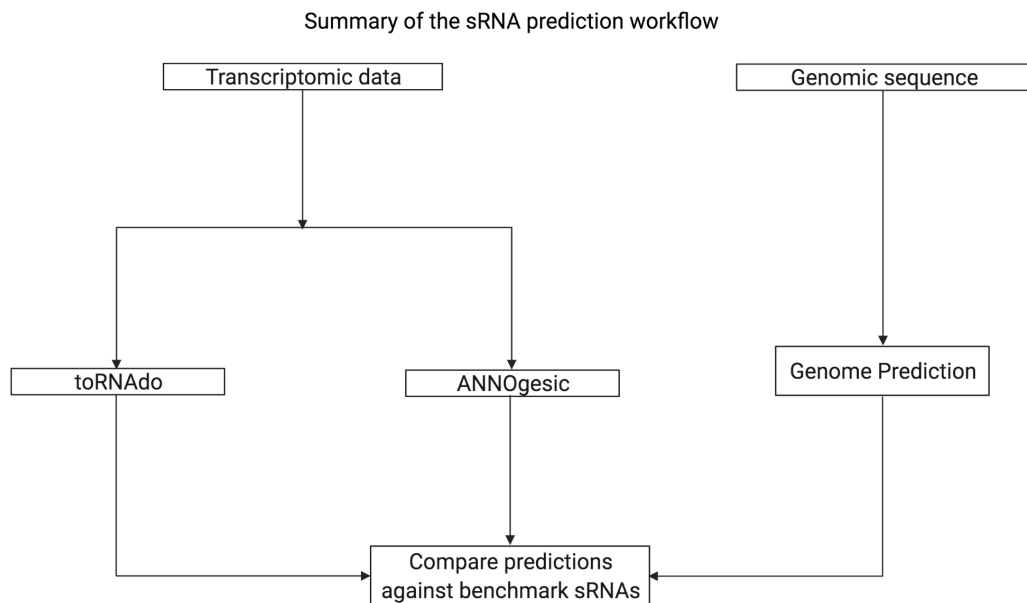 Summary of the sRNA prediction workflow
Transcriptomic data
Genomic sequence
toRNAdo
ANNOgesic
Genome Prediction
Compare predictions
against benchmark sRNAs